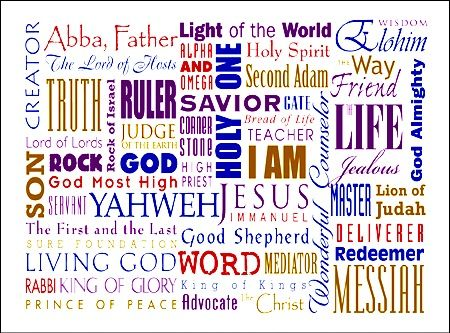 CREATOR
Abba, Father
The Lord of Hosts
TRUTH
Rock of Israel
RULER
JUDGE
OF THE EARTH
Lord of Lords
SON
ROCK
GOD
God Most High
SERVANT
YAHWEH
The First and the Last
SURE FOUNDATION
LIVING GOD
RABBI
KING OF GLORY
PRINCE OF PEACE
Light of the World
ALPHA
AND
OMEGA
HOLY ONE
Holy Spirit
Second Adam
SAVIOR
GATE
CORNER
STONE
Bread of Life
TEACHER
HIGH
PRIEST
I AM
JESUS
IMMANUEL
Good Shepherd
WORD
MEDIATOR
King of Kings
Advocate
The Christ
Wonderful Counselor
WISDOM
Elohim
THE
Way
Friend
God Almighty
THE
LIFE
Jealous
MASTER
Lion of
Judah
DELIVERER
Redeemer
MESSIAH